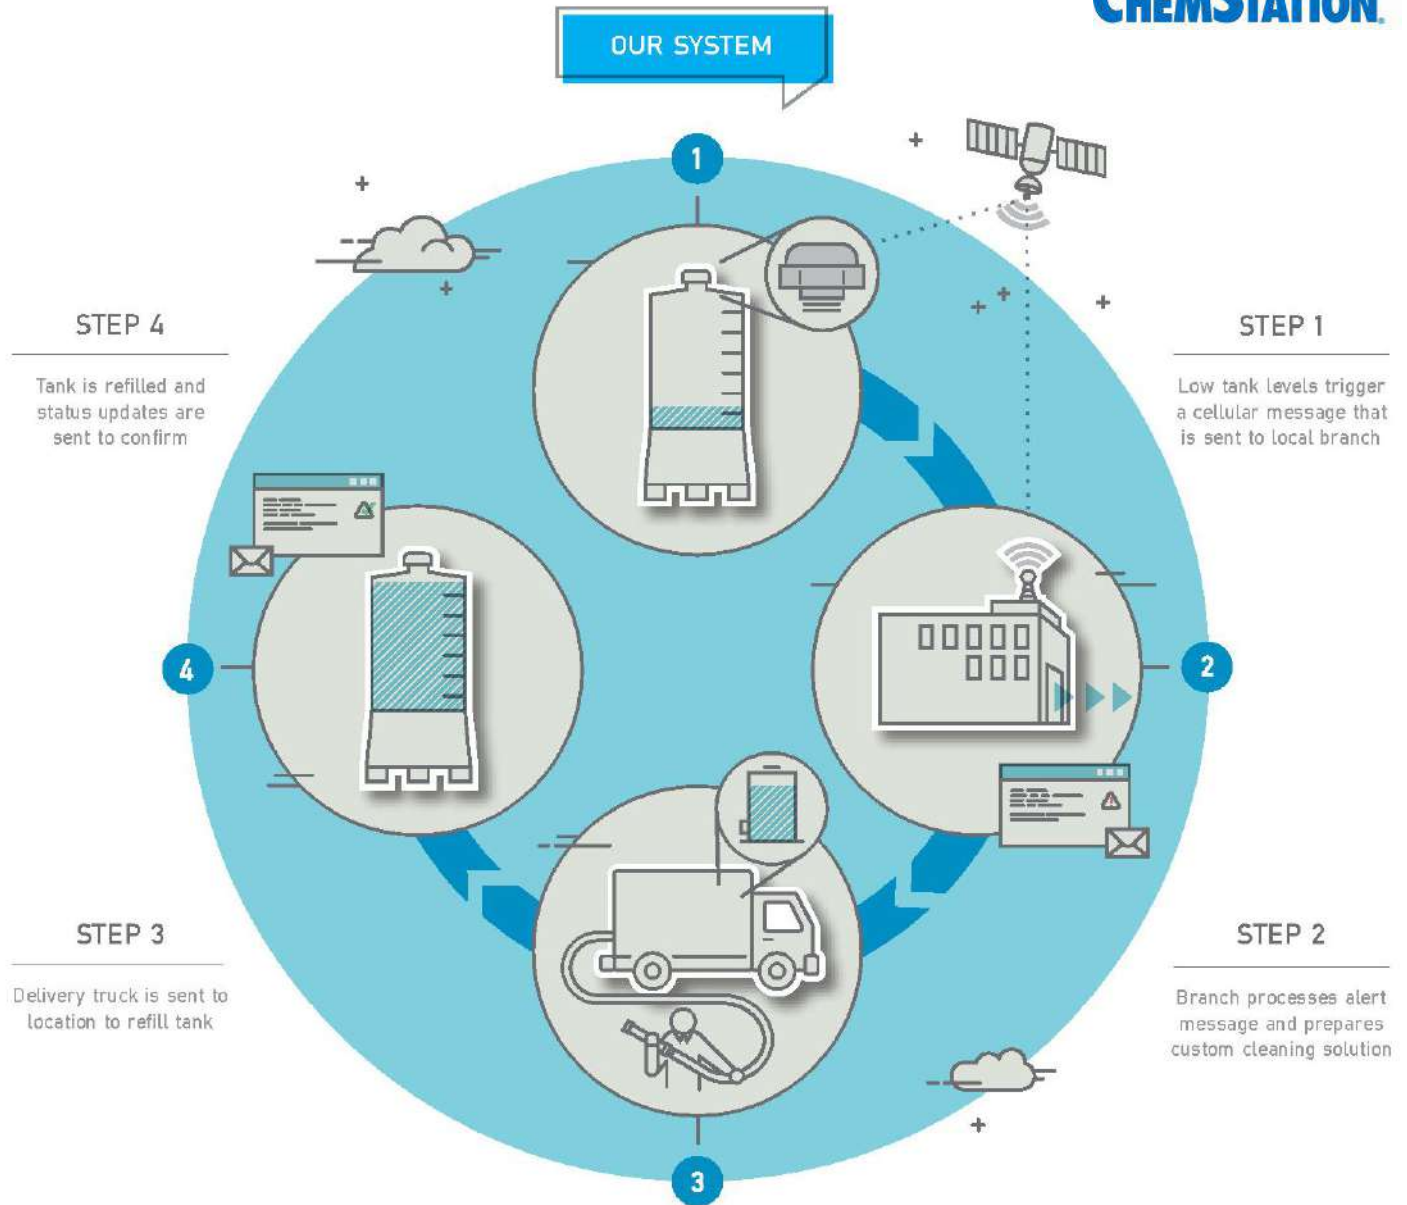 CHEMSTATION®
OUR SYSTEM
1
STEP 4
Tank is refilled and
status updates are
sent to confirm
STEP 1
Low tank levels trigger
a cellular message that
is sent to local branch
4
2
STEP 3
Delivery truck is sent to
location to refill tank
STEP 2
Branch processes alert
message and prepares
custom cleaning solution
3